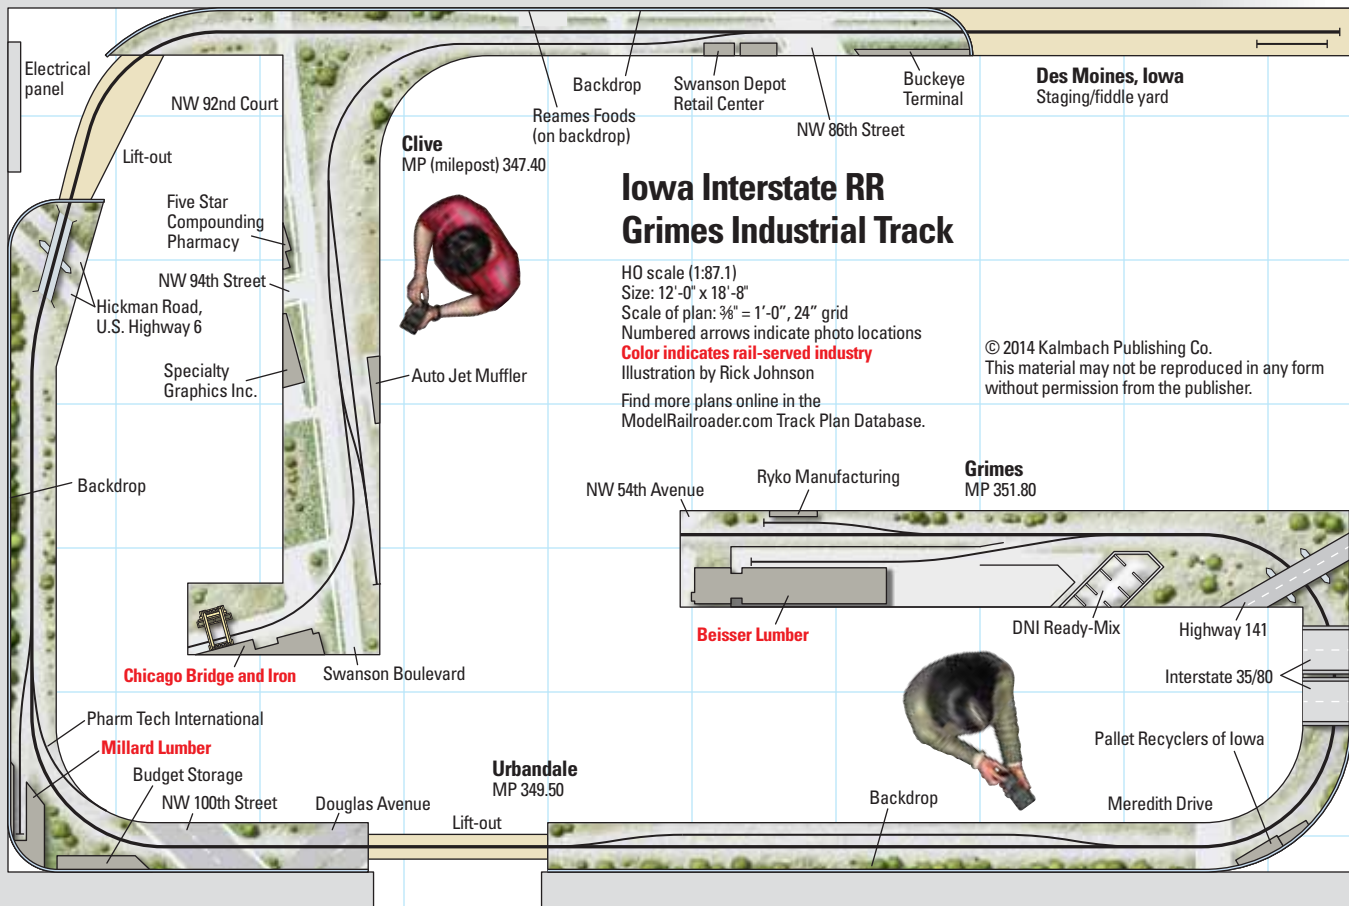 Electrical
panel
NW 92nd Court
Lift-out
Five Star
Compounding
Pharmacy
NW 94th Street
Hickman Road,
U.S. Highway 6
Specialty
Graphics Inc.
Backdrop
Clive
MP (milepost) 347.40
Auto Jet Muffler
Backdrop
Reames Foods
(on backdrop)
Swanson Depot
Retail Center
NW 86th Street
Buckeye
Terminal
Des Moines, Iowa
Staging/fiddle yard
Iowa Interstate RR
Grimes Industrial Track
HO scale (1:87.1)
Size: 12'-0" x 18'-8"
Scale of plan: ⅜" = 1'-0", 24" grid
Numbered arrows indicate photo locations
Color indicates rail-served industry
Illustration by Rick Johnson
Find more plans online in the
ModelRailroader.com Track Plan Database.
© 2014 Kalmbach Publishing Co.
This material may not be reproduced in any form
without permission from the publisher.
Grimes
MP 351.80
NW 54th Avenue
Ryko Manufacturing
Beisser Lumber
DNI Ready-Mix
Highway 141
Interstate 35/80
Chicago Bridge and Iron
Swanson Boulevard
Pharm Tech International
Millard Lumber
Budget Storage
NW 100th Street
Douglas Avenue
Urbandale
MP 349.50
Lift-out
Backdrop
Pallet Recyclers of Iowa
Meredith Drive